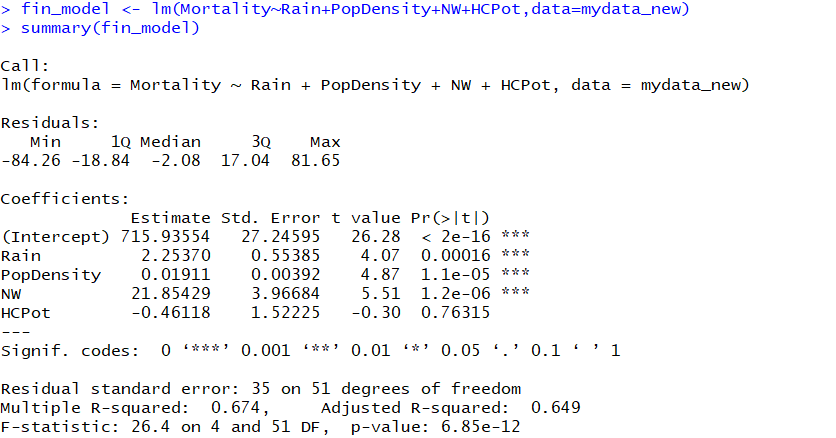 > fin_model <- lm(Mortality~Rain+PopDensity+NW+HCPot,data=mydata_new)
> summary(fin_model)
Call:
lm(formula = Mortality ~ Rain + PopDensity + NW + HCPot, data = mydata_new)
Residuals:
   Min     1Q Median     3Q    Max
-84.26 -18.84  -2.08  17.04  81.65
Coefficients:
             Estimate Std. Error t value Pr(>|t|)
(Intercept) 715.93554   27.24595   26.28  < 2e-16 ***
Rain          2.25370    0.55385    4.07  0.00016 ***
PopDensity    0.01911    0.00392    4.87  1.1e-05 ***
NW           21.85429    3.96684    5.51  1.2e-06 ***
HCPot        -0.46118    1.52225   -0.30  0.76315
---
Signif. codes:  0 ‘***’ 0.001 ‘**’ 0.01 ‘*’ 0.05 ‘.’ 0.1 ‘ ’ 1
Residual standard error: 35 on 51 degrees of freedom
Multiple R-squared:  0.674,	Adjusted R-squared:  0.649
F-statistic: 26.4 on 4 and 51 DF,  p-value: 6.85e-12